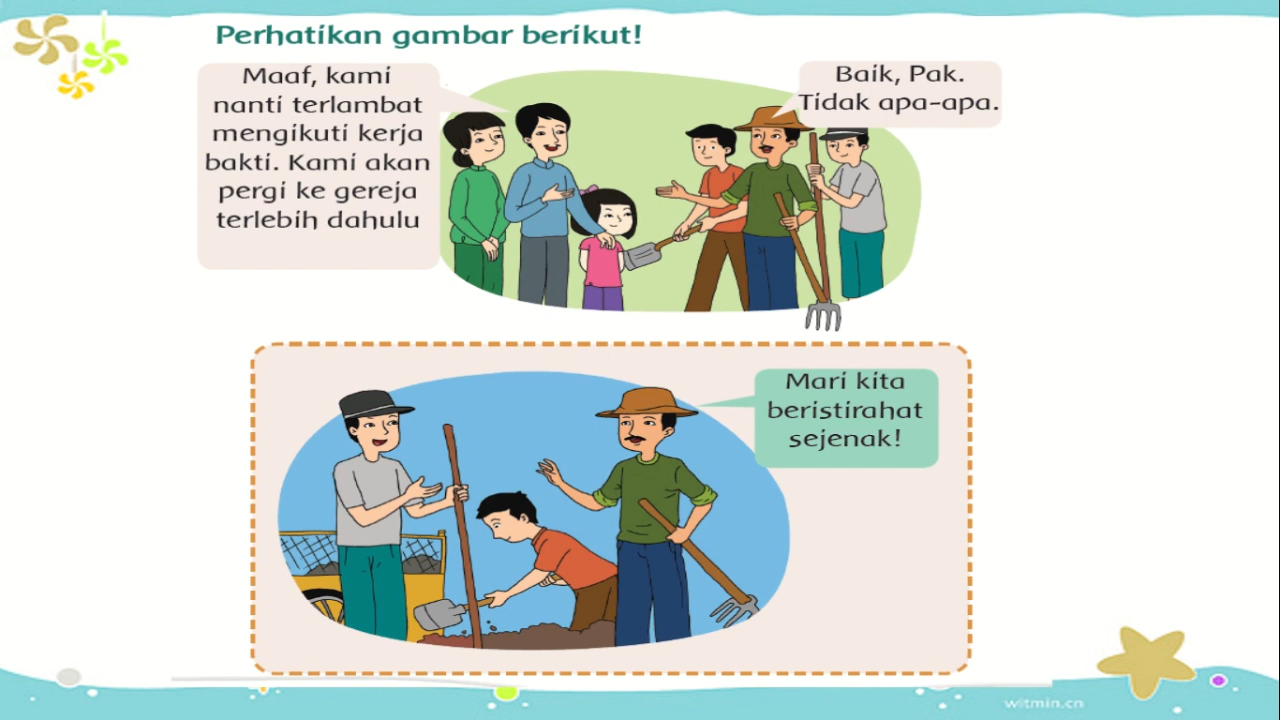 Perhatikan gambar berikut!
Maaf, kami
nanti terlambat
mengikuti kerja
bakti. Kami akan
pergi ke gereja
terlebih dahulu
Baik, Pak.
Tidak apa-apa.
Mari kita
beristirahat
sejenak!
witmin.cn